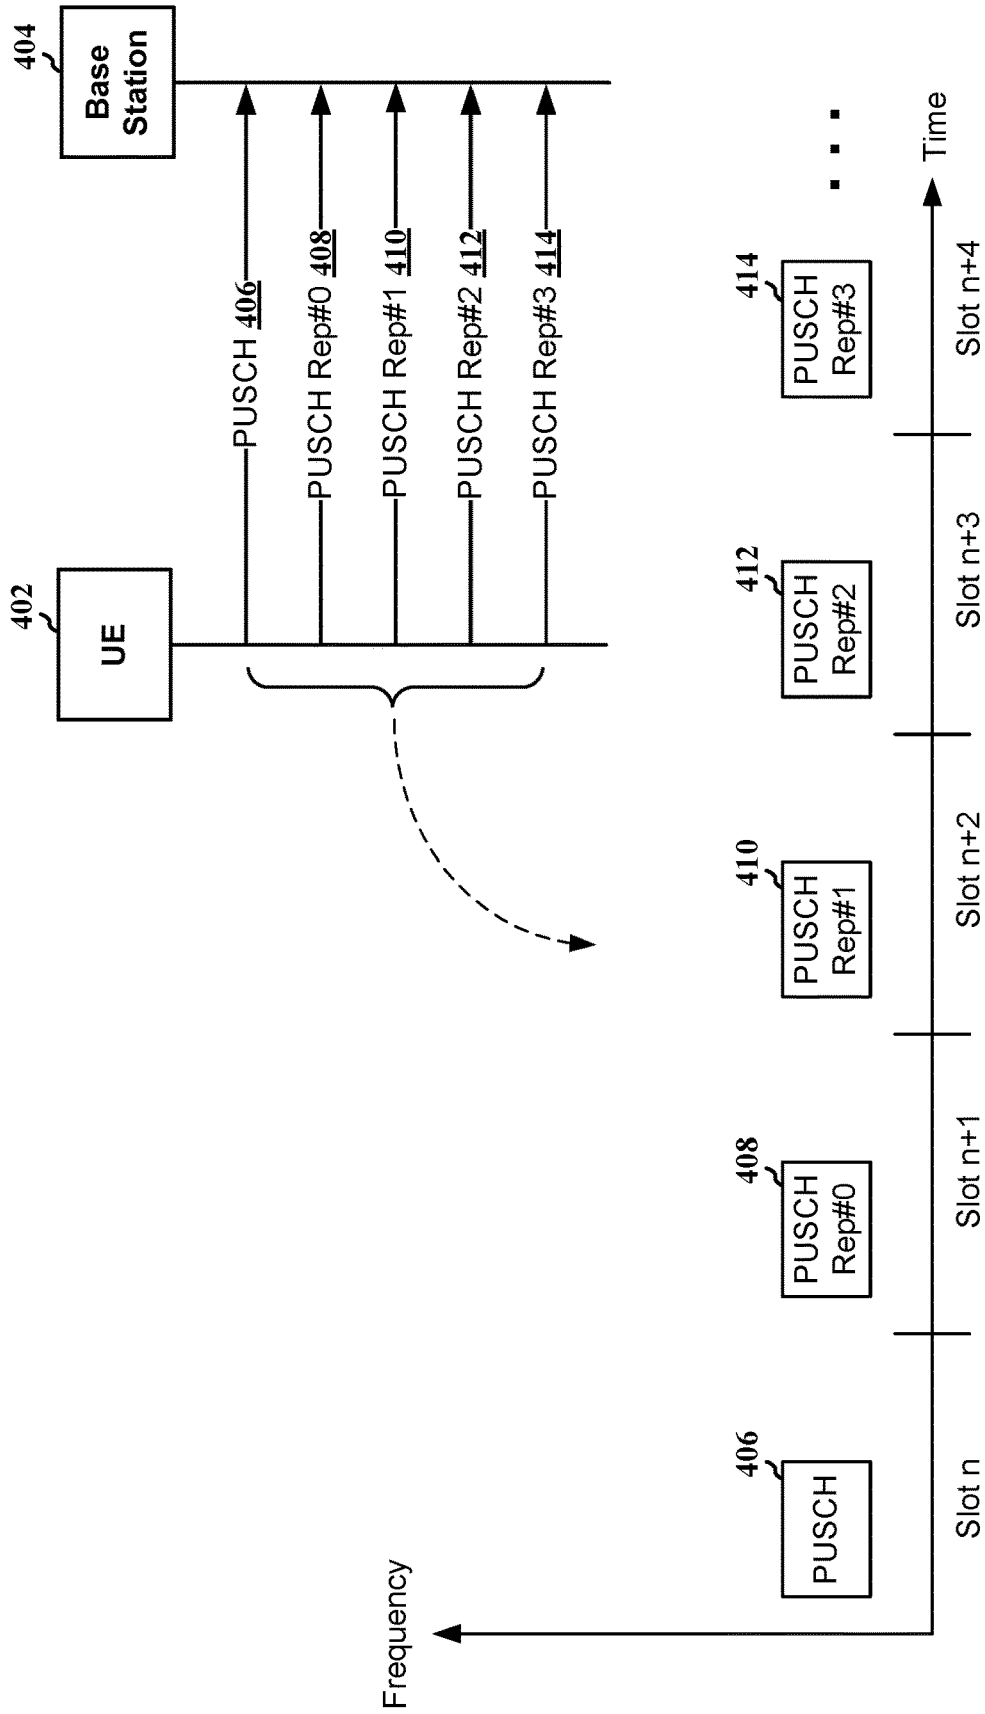 402
404
UE
Base
Station
PUSCH 406
PUSCH Rep#0 408
PUSCH Rep#1 410
PUSCH Rep#2 412
PUSCH Rep#3 414
Frequency
406
PUSCH
408
PUSCH
Rep#0
410
PUSCH
Rep#1
412
PUSCH
Rep#2
414
PUSCH
Rep#3
Slot n
Slot n+1
Slot n+2
Slot n+3
Slot n+4
Time